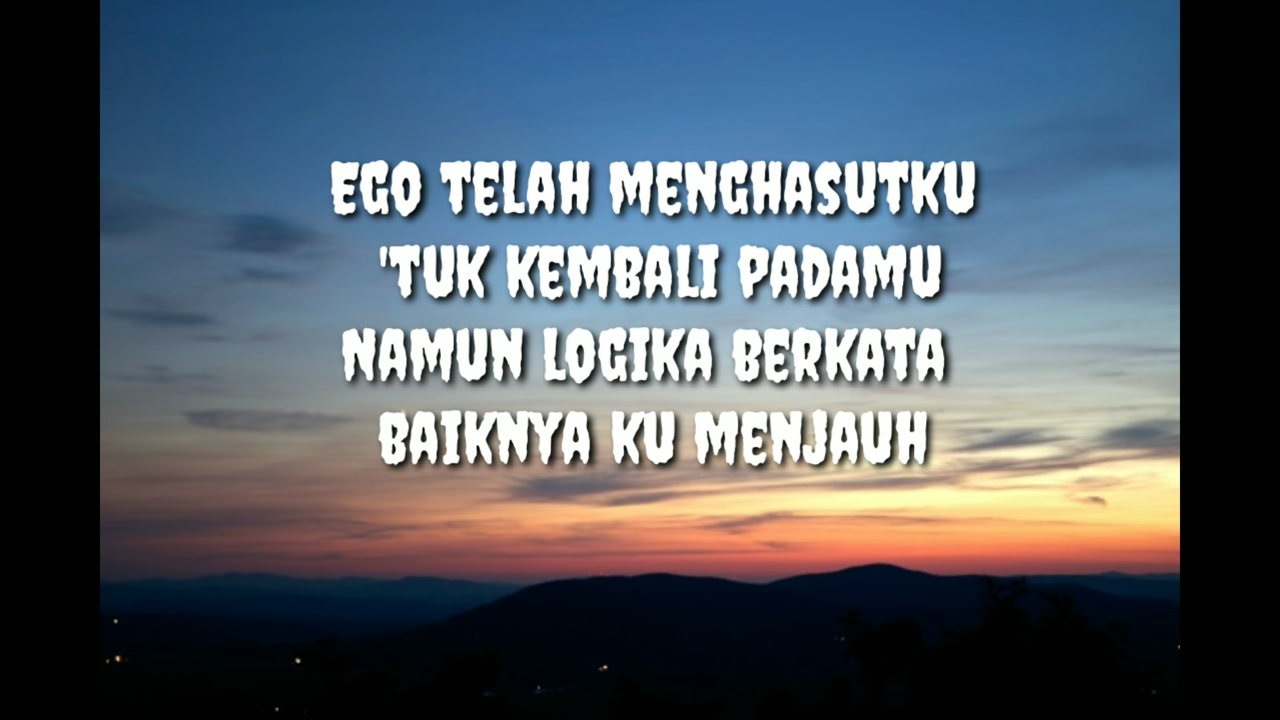 EGO TELAH MENGHASUTKU
'TUK KEMBALI PADAMU
NAMUN LOGIKA BERKATA
BAIKNYA KU MENJAUH